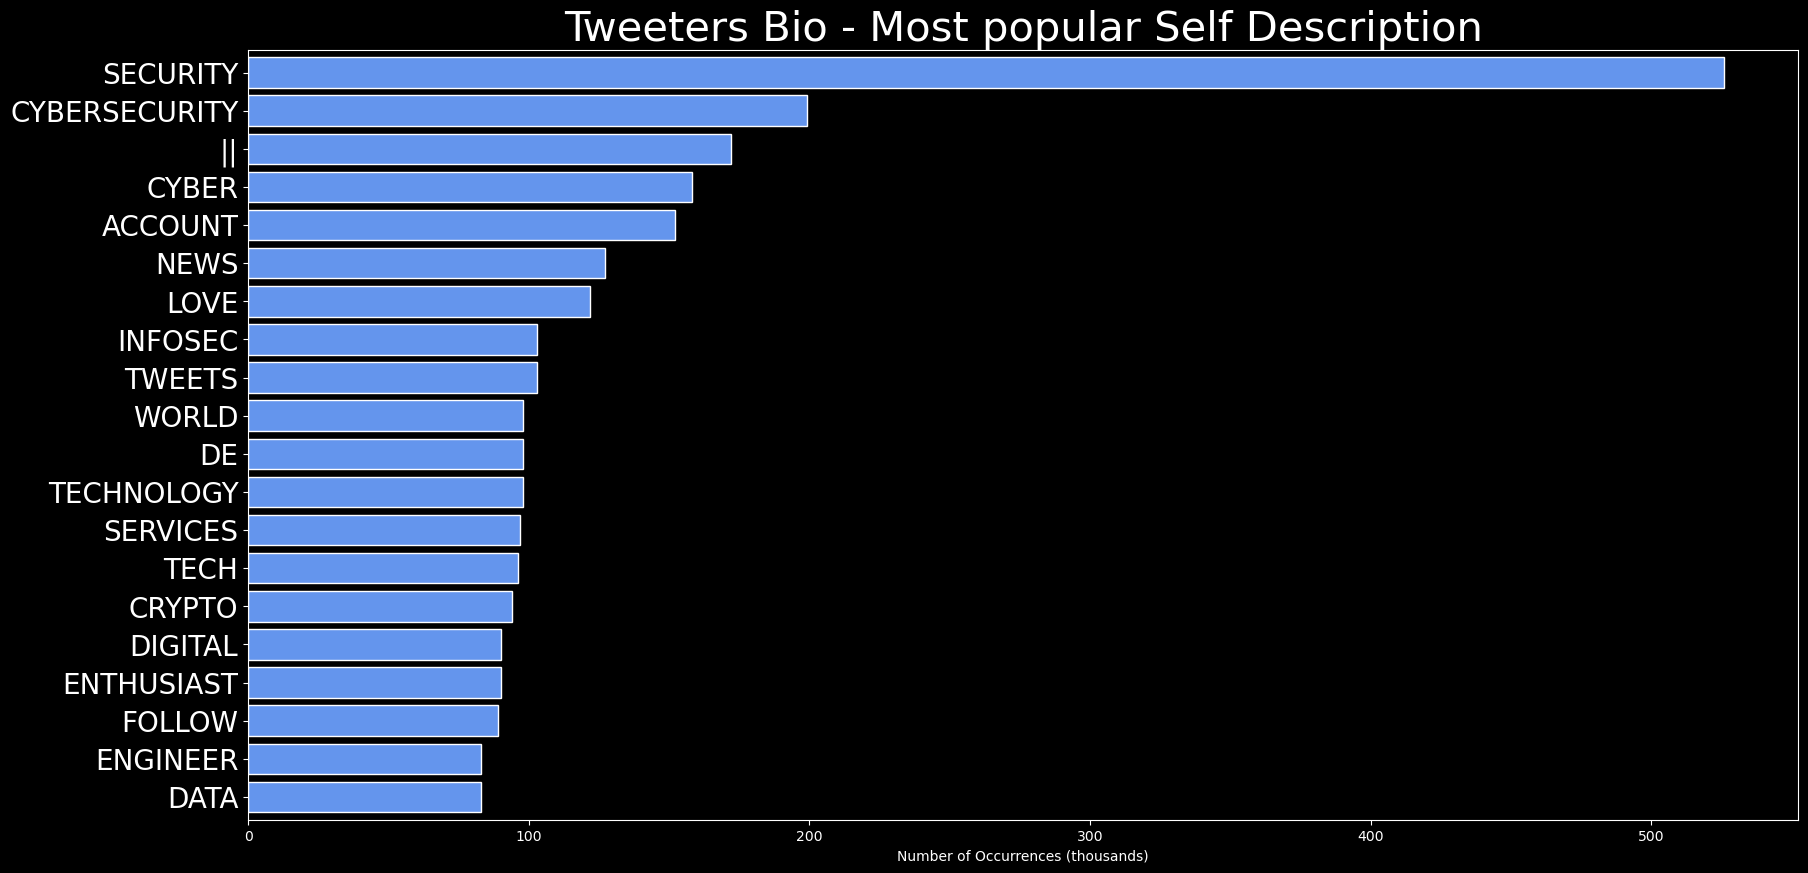 Tweeters Bio - Most popular Self Description
SECURITY
CYBERSECURITY
||
CYBER
ACCOUNT
NEWS
LOVE
INFOSEC
TWEETS
WORLD
DE
TECHNOLOGY
SERVICES
TECH
CRYPTO
DIGITAL
ENTHUSIAST
FOLLOW
ENGINEER
DATA
0 100 200 300 400 500
Number of Occurrences (thousands)